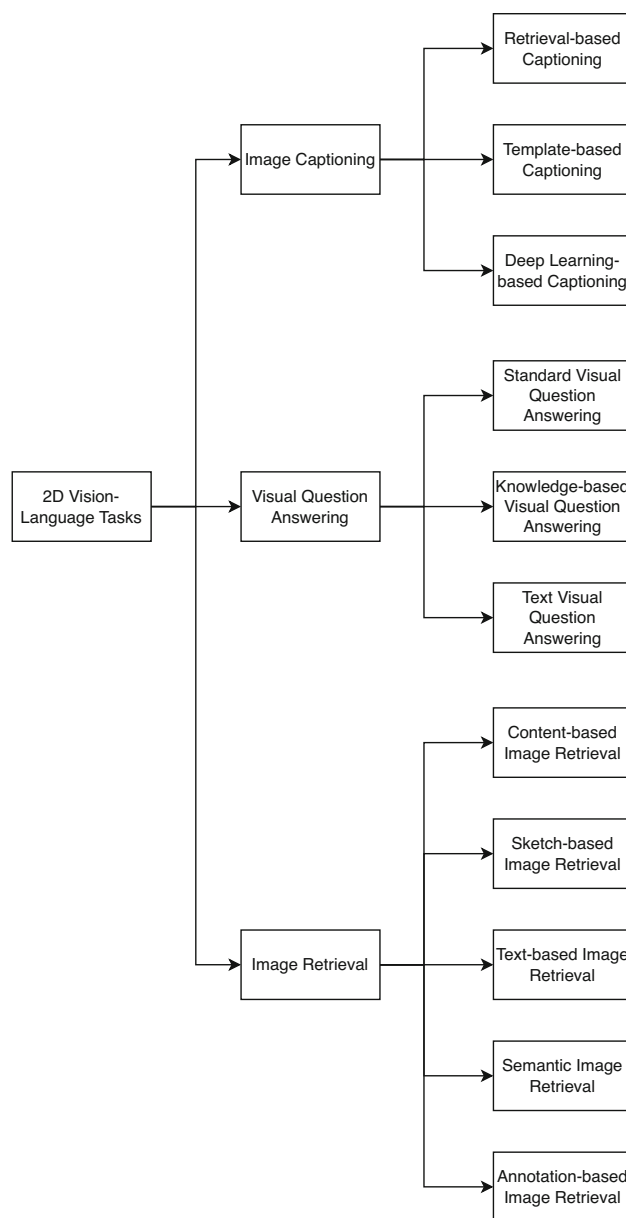 Retrieval-based
Captioning
Image Captioning
Template-based
Captioning
Deep Learning-
based Captioning
Standard Visual
Question
Answering
2D Vision-
Language Tasks
Visual Question
Answering
Knowledge-based
Visual Question
Answering
Text Visual
Question
Answering
Content-based
Image Retrieval
Sketch-based
Image Retrieval
Image Retrieval
Text-based Image
Retrieval
Semantic Image
Retrieval
Annotation-based
Image Retrieval